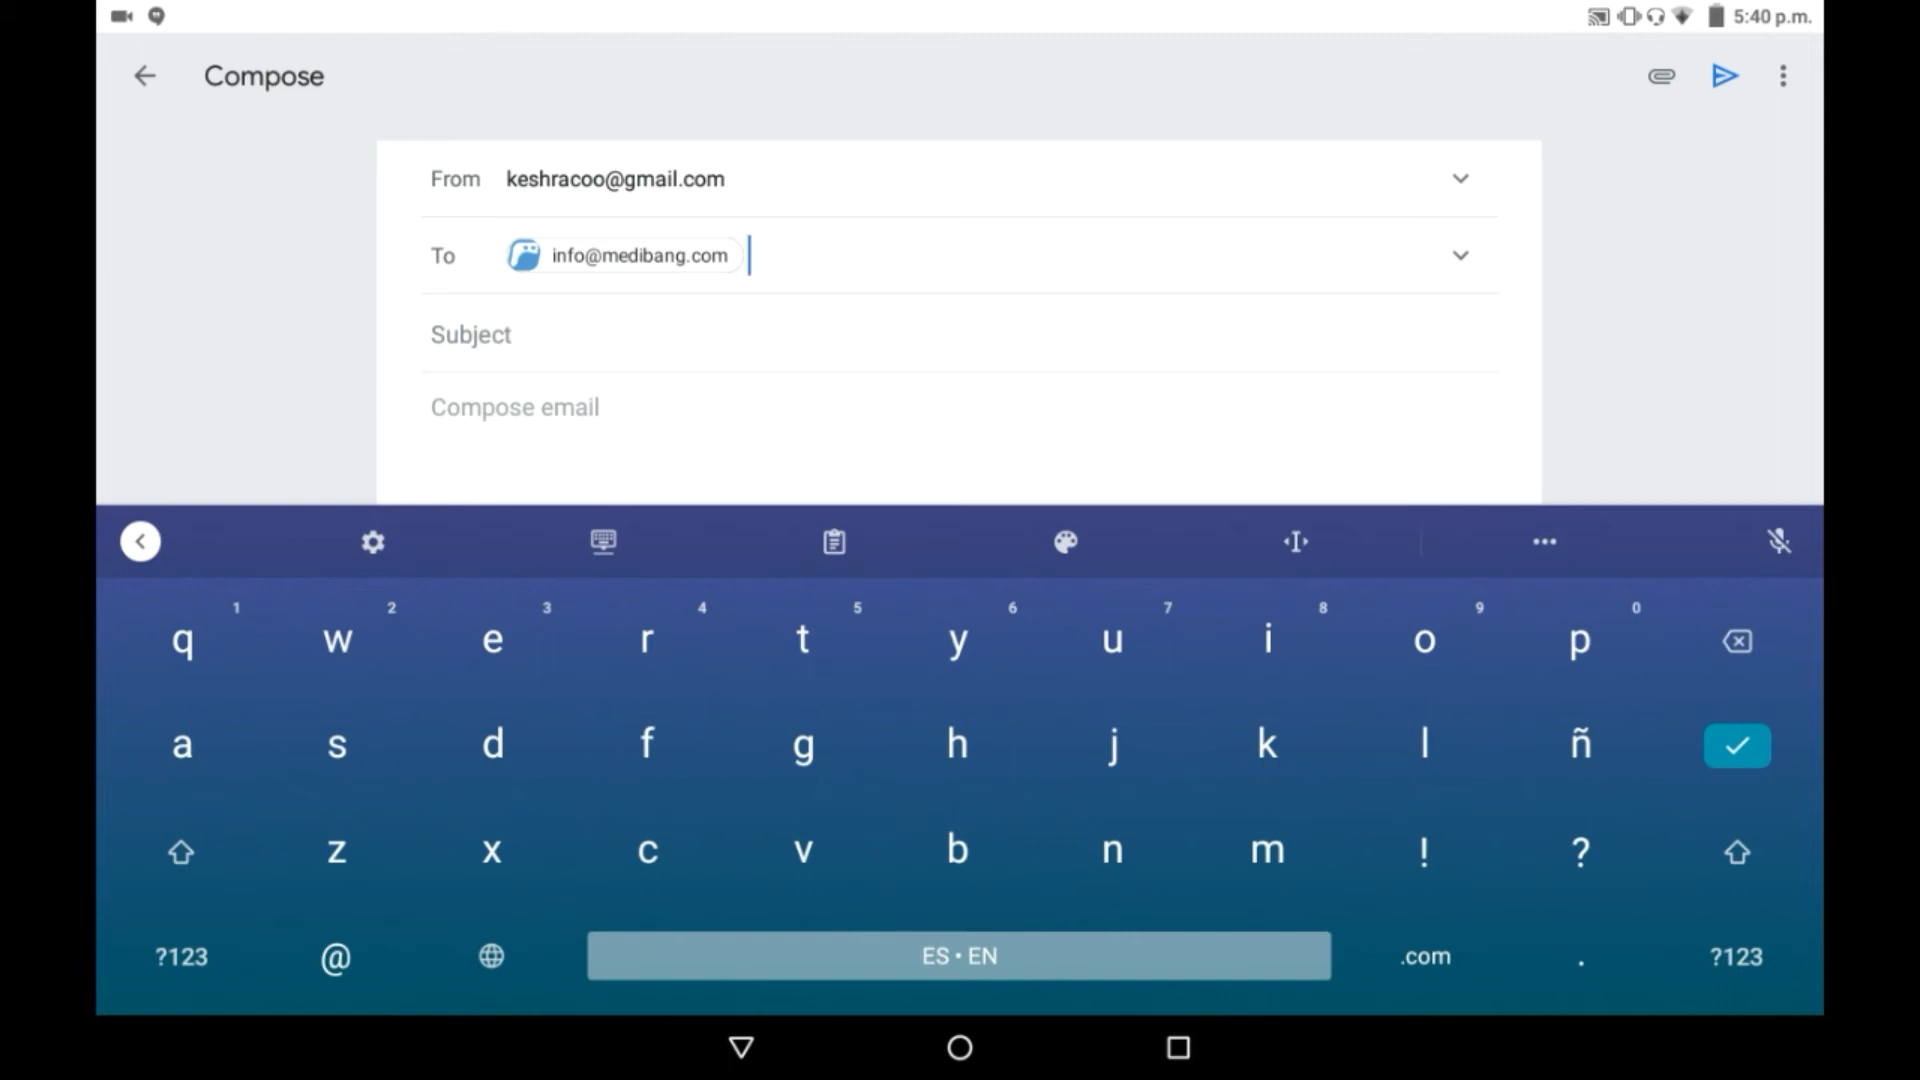 5:40 p.m.
Compose
From keshracoo@gmail.com
To info@medibang.com
Subject
Compose email
1 2 3 4 5 6 7 8 9 0
q w e r t y u i o p
a s d f g h j k l ñ
z x c v b n m ! ?
?123 @ ES • EN .com . ?123